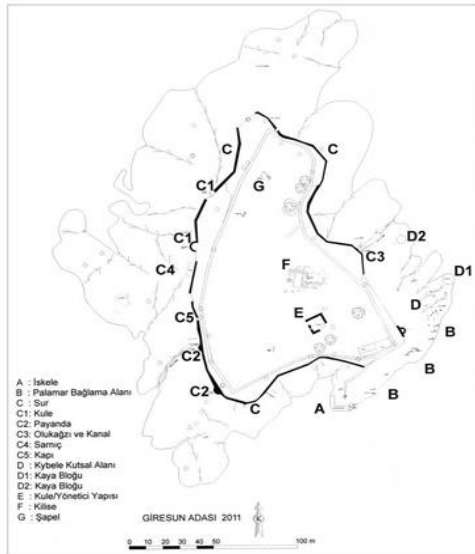 C
C
C1
G
C1
C3
D2
C4
F
D1
D
E
C5
B
C2
B
C2
B
C
A
A : İskele
B : Palamar Bağlama Alanı
C : Sur
C1: Kule
C2: Payanda
C3: Olukağzı ve Kanal
C4: Sarnıç
C5: Kapı
D : Kybele Kutsal Alanı
D1: Kaya Bloğu
D2: Kaya Bloğu
E : Kule/Yönetici Yapısı
F : Kilise
G : Şapel
GİRESUN ADASI 2011
K
0 10 20 30 40 50 100 m